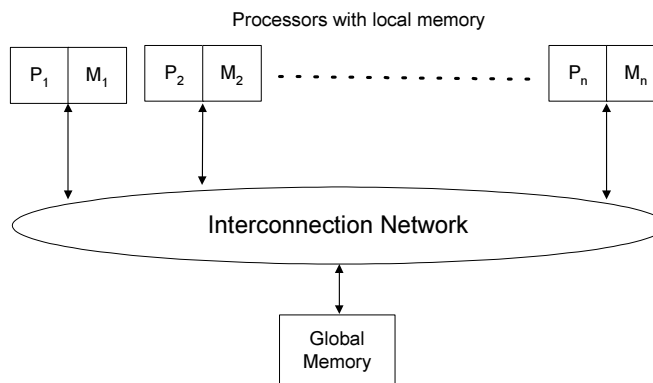 Processors with local memory
P₁ M₁ P₂ M₂ Pₙ Mₙ
Interconnection Network
Global
Memory